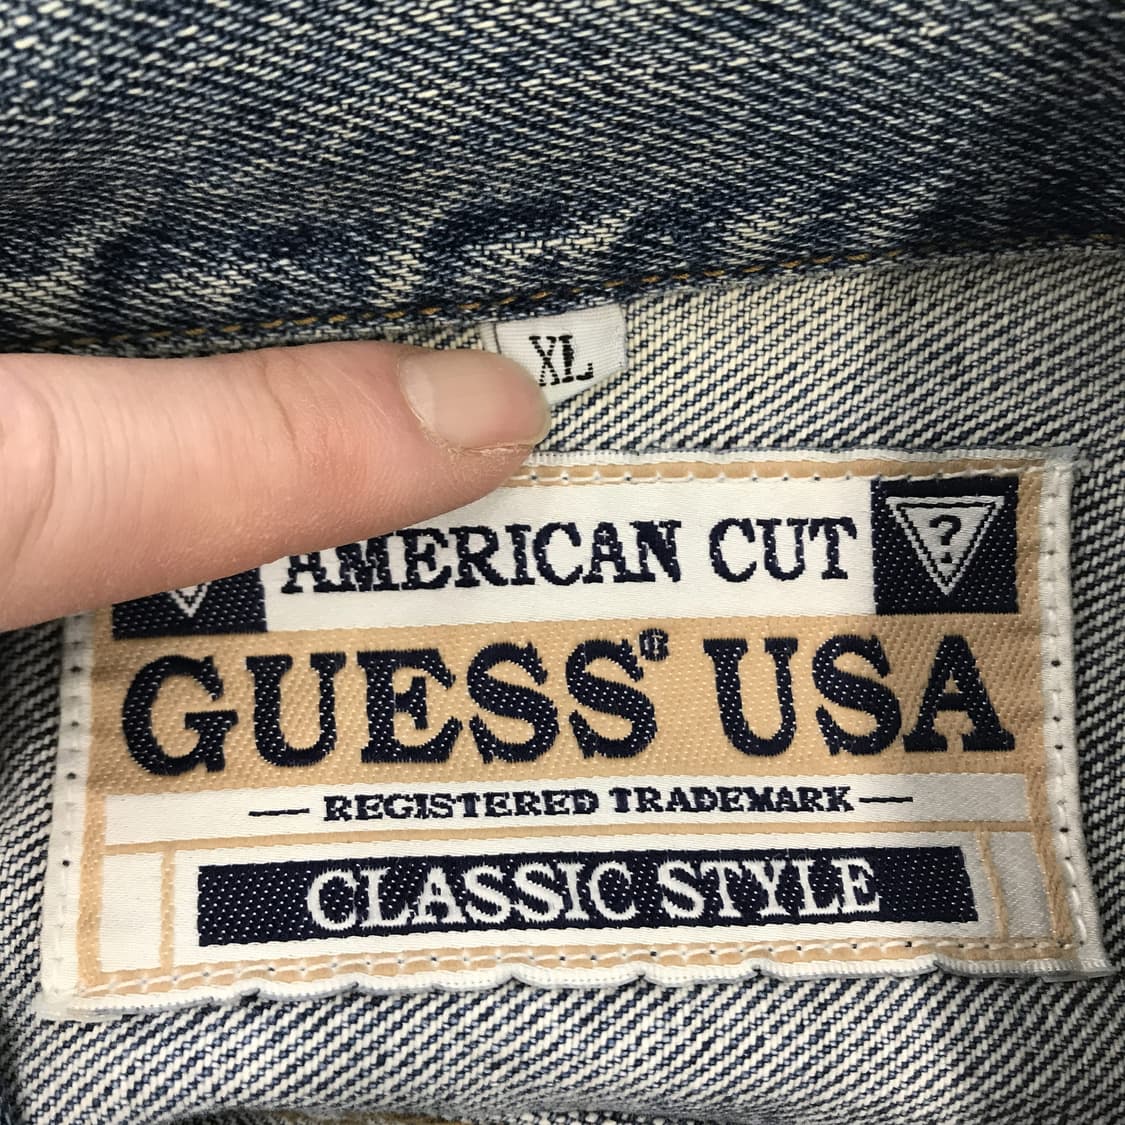 XL
AMERICAN CUT
?
GUESS® USA
— REGISTERED TRADEMARK —
CLASSIC STYLE